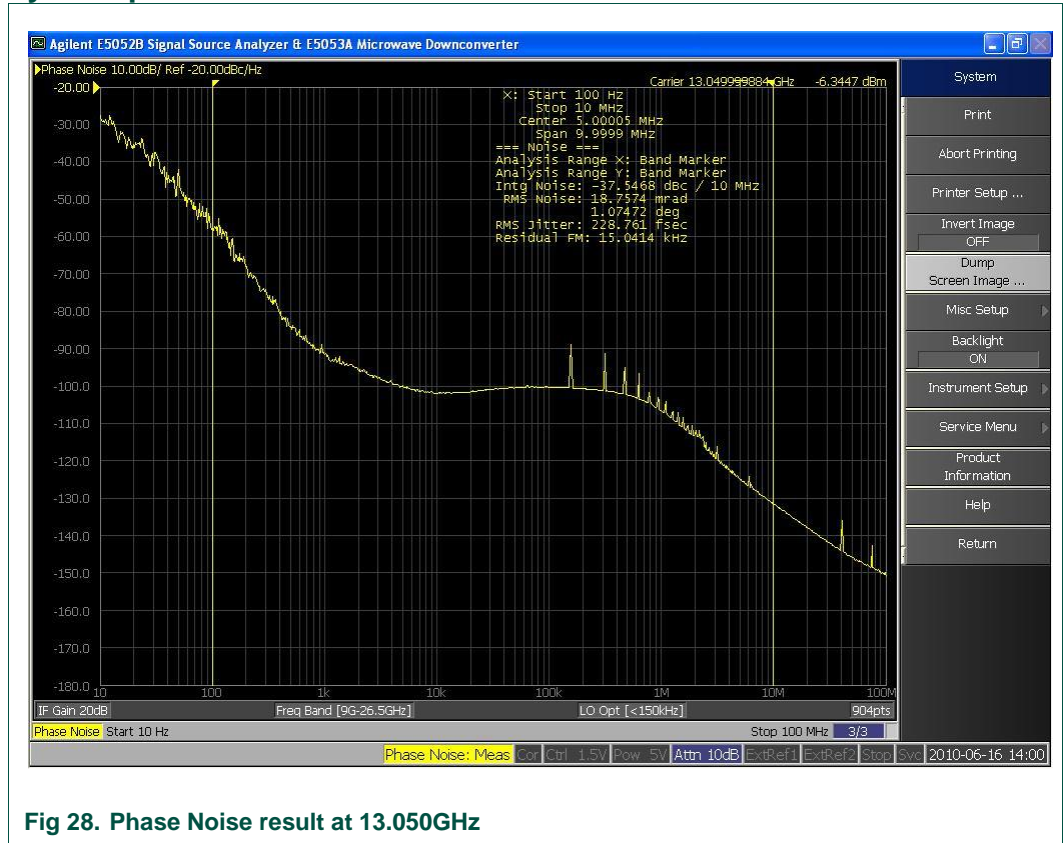 Agilent E5052B Signal Source Analyzer & E5053A Microwave Downconverter
Phase Noise 10.00dB/ Ref -20.00dBc/Hz
Carrier 13.049999884 GHz -6.3447 dBm
X: Start 100 Hz
Stop 10 MHz
Center 5.00005 MHz
Span 9.9999 MHz
=== Noise ===
Analysis Range X: Band Marker
Analysis Range Y: Band Marker
Intg Noise: -37.5468 dBc / 10 MHz
RMS Noise: 18.7574 mrad
1.07472 deg
RMS Jitter: 228.761 fsec
Residual FM: 15.0414 kHz
-20.00
-30.00
-40.00
-50.00
-60.00
-70.00
-80.00
-90.00
-100.0
-110.0
-120.0
-130.0
-140.0
-150.0
-160.0
-170.0
-180.0
10 100 1k 10k 100k 1M 10M 100M
IF Gain 20dB Freq Band [9G-26.5GHz] LO Opt [<150kHz] 904pts
Phase Noise Start 10 Hz Stop 100 MHz 3/3
Phase Noise: Meas Cor Ctrl 1.5V Pow 5V Attn 10dB ExtRef1 ExtRef2 Stop Svc 2010-06-16 14:00
System
Print
Abort Printing
Printer Setup ...
Invert Image
OFF
Dump
Screen Image ...
Misc Setup
Backlight
ON
Instrument Setup
Service Menu
Product
Information
Help
Return
Fig 28. Phase Noise result at 13.050GHz